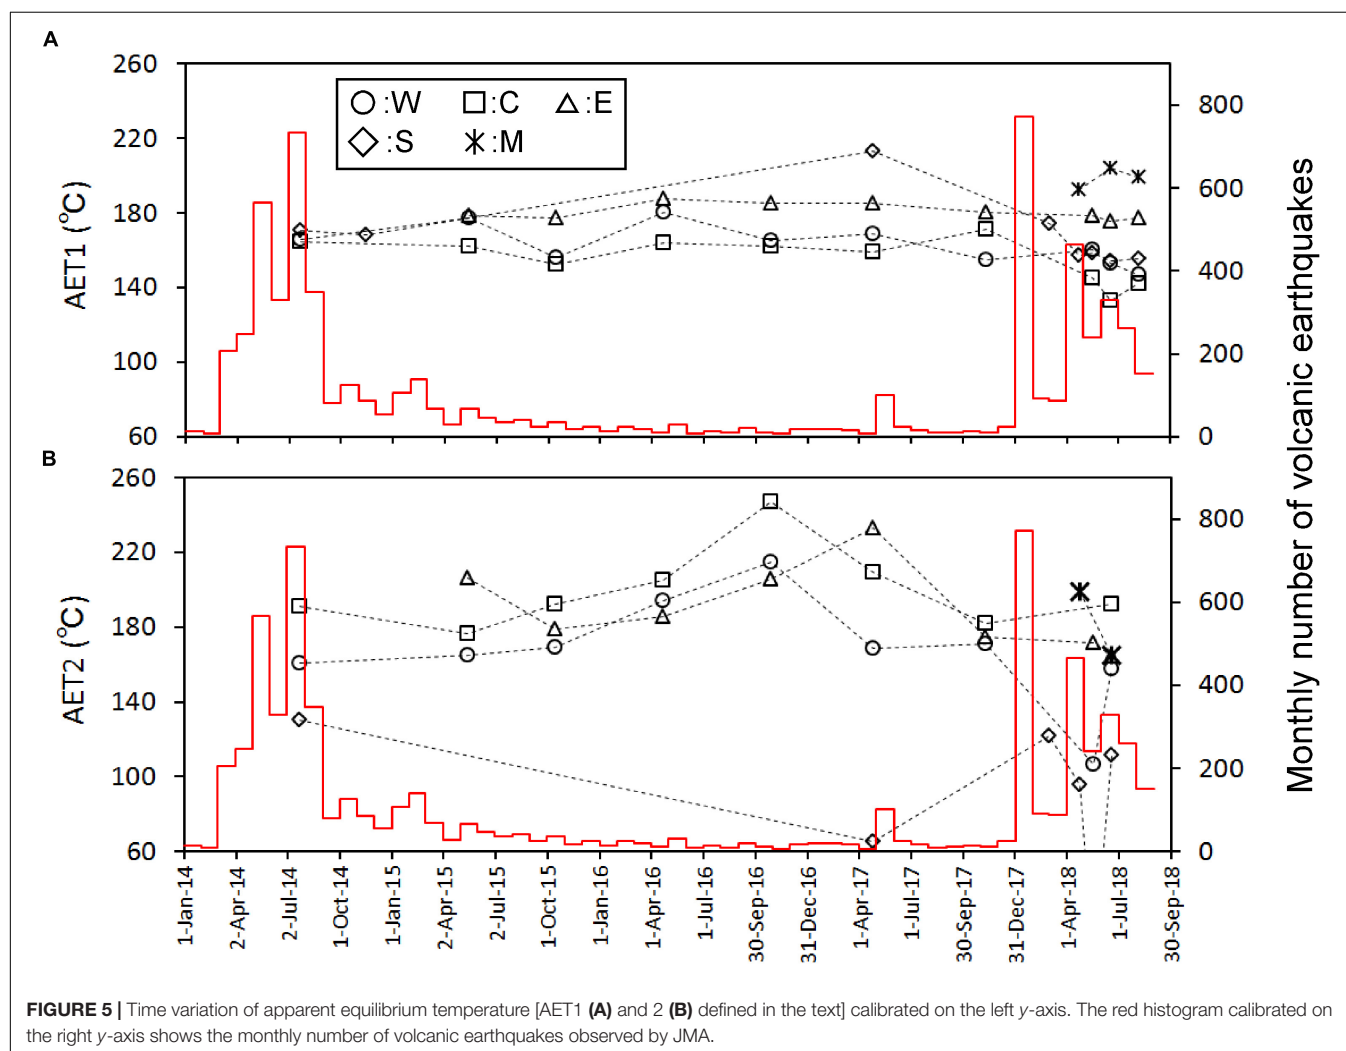 A
260
220
180
140
100
60
AET1 (℃)
:W :C :E
:S :M
800
600
400
200
0
B
260
220
180
140
100
60
AET2 (℃)
800
600
400
200
0
Monthly number of volcanic earthquakes
1-Jan-14
2-Apr-14
2-Jul-14
1-Oct-14
1-Jan-15
2-Apr-15
2-Jul-15
1-Oct-15
1-Jan-16
1-Apr-16
1-Jul-16
30-Sep-16
31-Dec-16
1-Apr-17
1-Jul-17
30-Sep-17
31-Dec-17
1-Apr-18
1-Jul-18
30-Sep-18
FIGURE 5 | Time variation of apparent equilibrium temperature [AET1 (A) and 2 (B) defined in the text] calibrated on the left y-axis. The red histogram calibrated on
the right y-axis shows the monthly number of volcanic earthquakes observed by JMA.